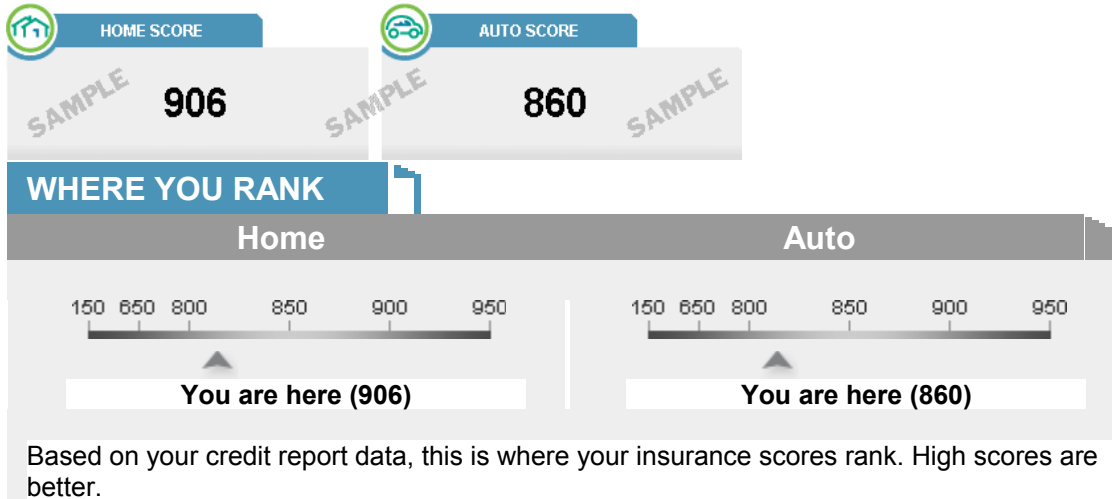 HOME SCORE
AUTO SCORE
SAMPLE 906 SAMPLE 860 SAMPLE
WHERE YOU RANK
Home Auto
150 650 800 850 900 950
150 650 800 850 900 950
You are here (906)
You are here (860)
Based on your credit report data, this is where your insurance scores rank. High scores are
better.